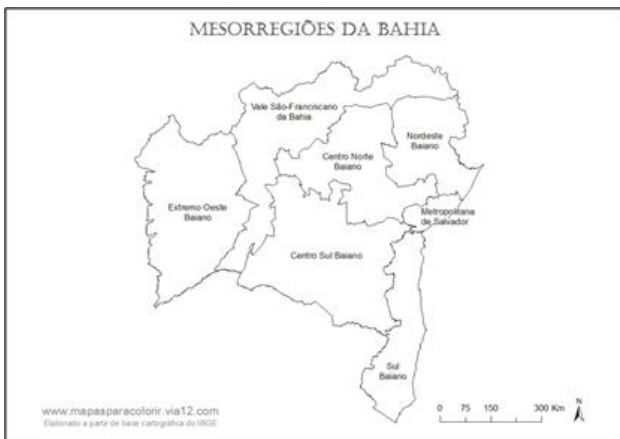 MESORREGIÕES DA BAHIA
Vale São-Franciscano
da Bahia
Nordeste
Baiano
Centro Norte
Baiano
Extremo Oeste
Baiano
Metropolitana
de Salvador
Centro Sul Baiano
Sul
Baiano
www.mapasparacolorir.via12.com
Elaborado a partir de base cartográfica do IBGE
N
0 75 150 300 Km